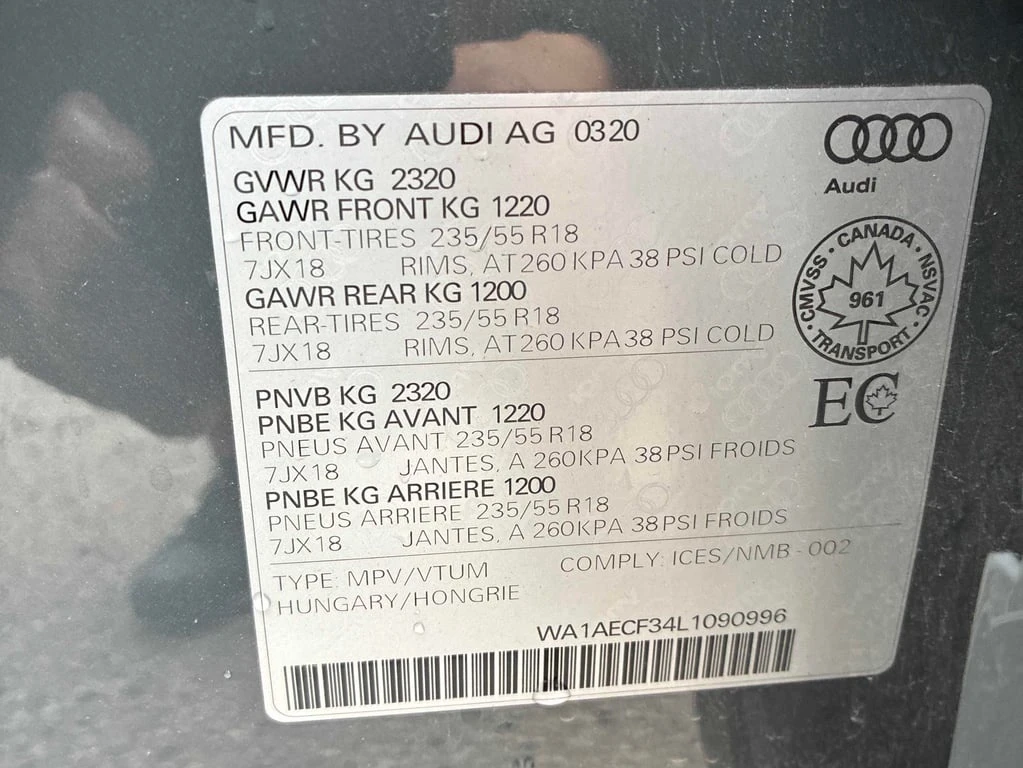 MFD. BY AUDI AG 0320
Audi
GVWR KG 2320
GAWR FRONT KG 1220
FRONT-TIRES 235/55 R18
7JX18 RIMS, AT 260 KPA 38 PSI COLD
GAWR REAR KG 1200
REAR-TIRES 235/55 R18
7JX18 RIMS, AT 260 KPA 38 PSI COLD
CANADA · NSVAC · TRANSPORT · CMVSS ·
961
PNVB KG 2320
PNBE KG AVANT 1220
PNEUS AVANT 235/55 R18
7JX18 JANTES, A 260KPA 38 PSI FROIDS
PNBE KG ARRIERE 1200
PNEUS ARRIERE 235/55 R18
7JX18 JANTES, A 260KPA 38PSI FROIDS
EC
TYPE: MPV/VTUM COMPLY: ICES/NMB - 002
HUNGARY/HONGRIE
WA1AECF34L1090996